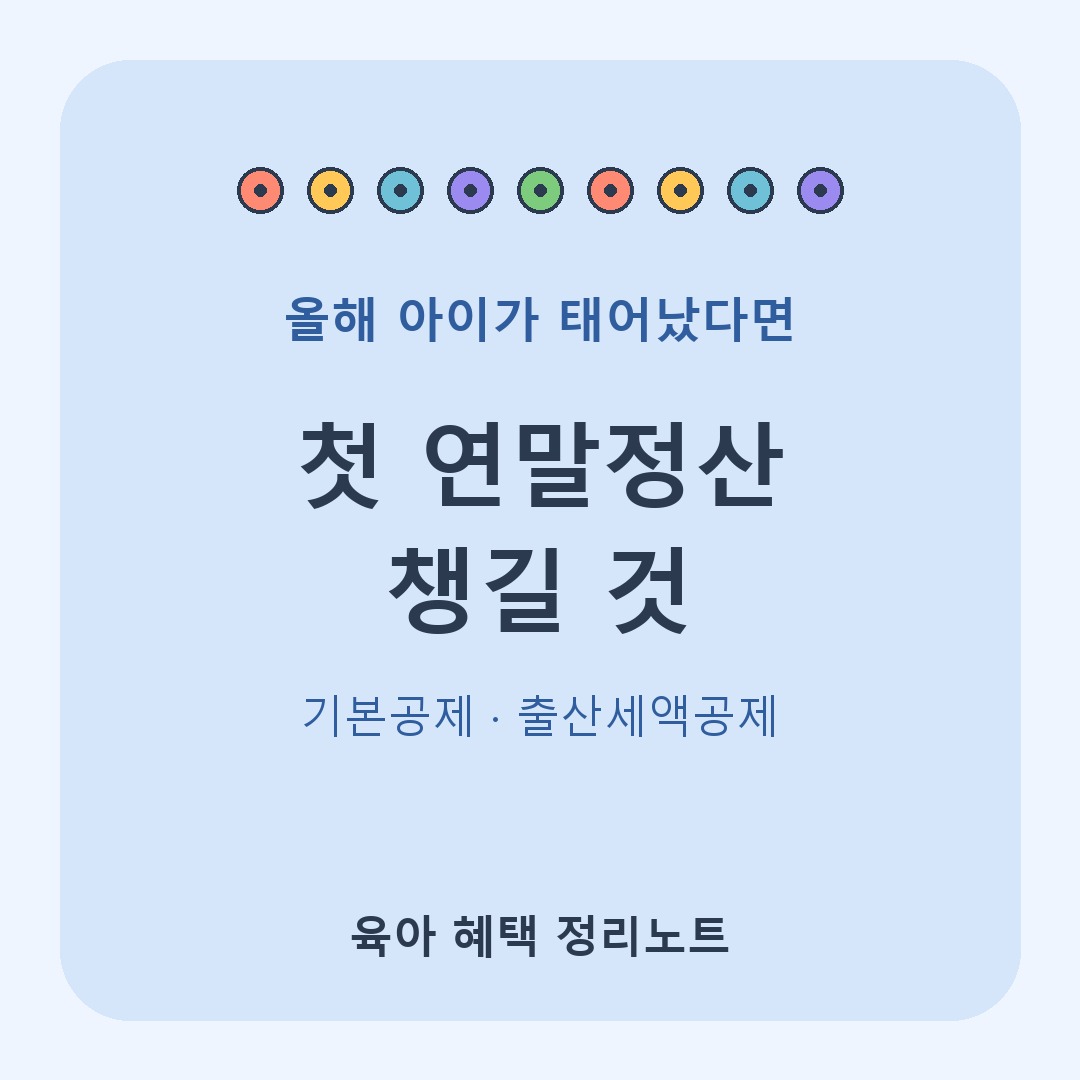 올해 아이가 태어났다면
첫 연말정산
챙길 것
기본공제 · 출산세액공제
육아 혜택 정리노트